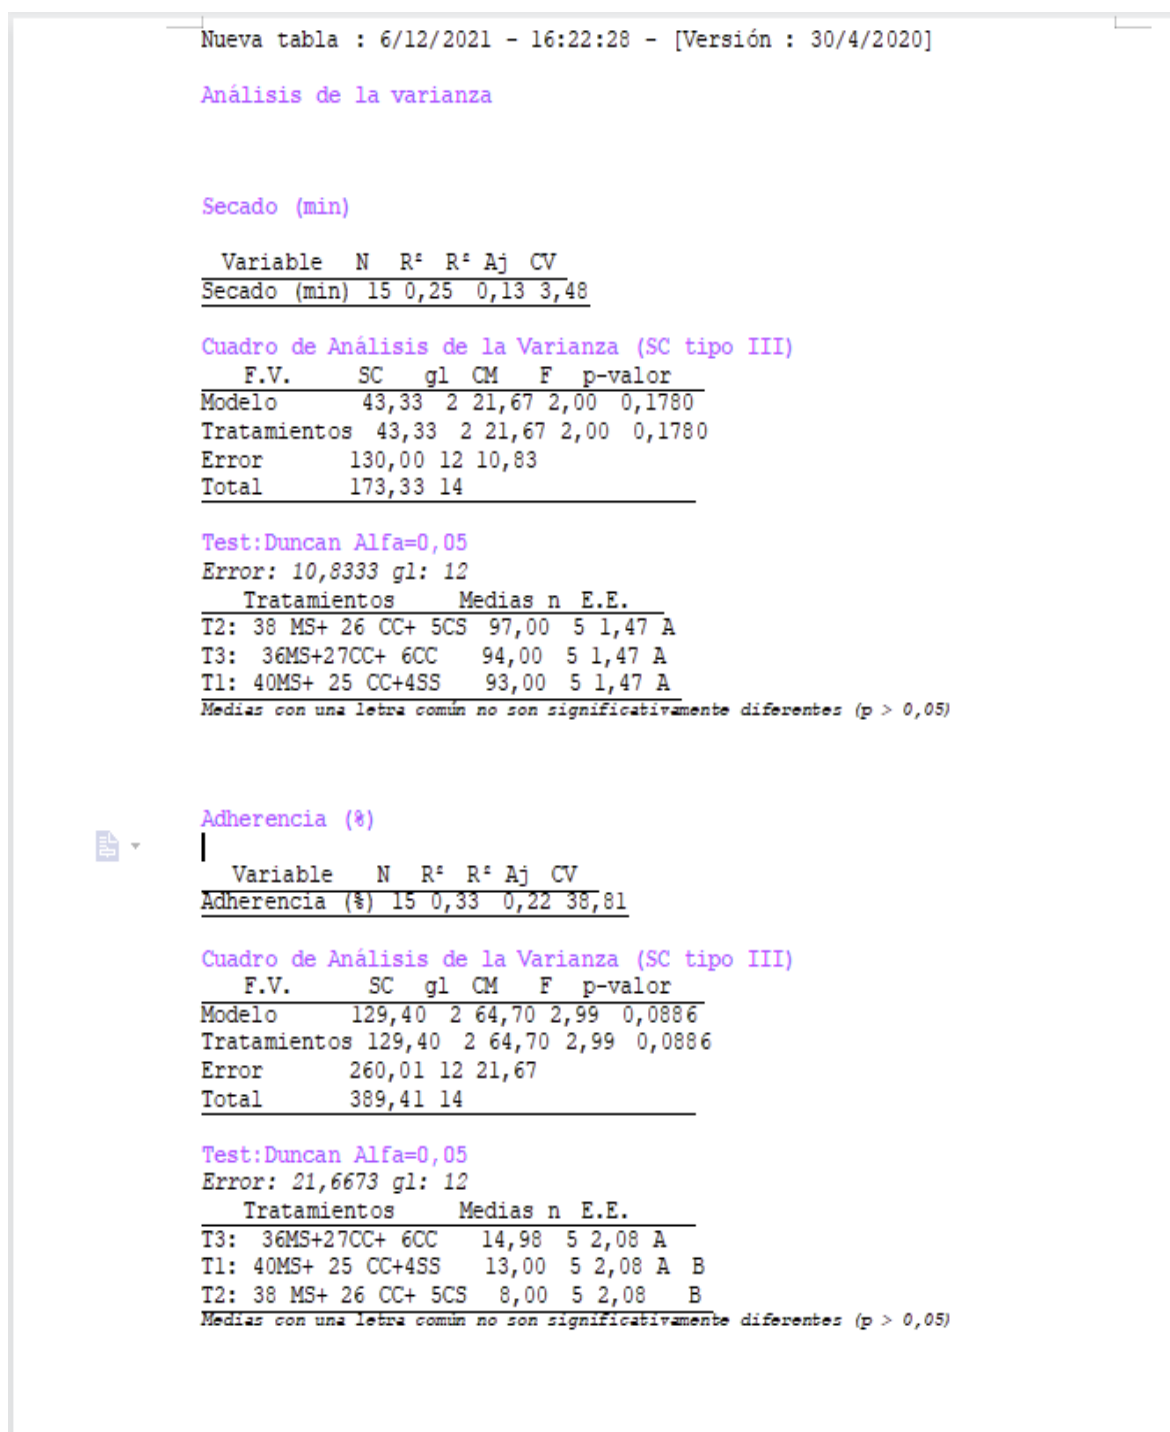 Nueva tabla : 6/12/2021 - 16:22:28 - [Versión : 30/4/2020]
Análisis de la varianza
Secado (min)
Variable N R² R² Aj CV
Secado (min) 15 0,25 0,13 3,48
Cuadro de Análisis de la Varianza (SC tipo III)
F.V. SC gl CM F p-valor
Modelo 43,33 2 21,67 2,00 0,1780
Tratamientos 43,33 2 21,67 2,00 0,1780
Error 130,00 12 10,83
Total 173,33 14
Test:Duncan Alfa=0,05
Error: 10,8333 gl: 12
Tratamientos Medias n E.E.
T2: 38 MS+ 26 CC+ 5CS 97,00 5 1,47 A
T3: 36MS+27CC+ 6CC 94,00 5 1,47 A
T1: 40MS+ 25 CC+4SS 93,00 5 1,47 A
Medias con una letra común no son significativamente diferentes (p > 0,05)
Adherencia (%)
Variable N R² R² Aj CV
Adherencia (%) 15 0,33 0,22 38,81
Cuadro de Análisis de la Varianza (SC tipo III)
F.V. SC gl CM F p-valor
Modelo 129,40 2 64,70 2,99 0,0886
Tratamientos 129,40 2 64,70 2,99 0,0886
Error 260,01 12 21,67
Total 389,41 14
Test:Duncan Alfa=0,05
Error: 21,6673 gl: 12
Tratamientos Medias n E.E.
T3: 36MS+27CC+ 6CC 14,98 5 2,08 A
T1: 40MS+ 25 CC+4SS 13,00 5 2,08 A B
T2: 38 MS+ 26 CC+ 5CS 8,00 5 2,08 B
Medias con una letra común no son significativamente diferentes (p > 0,05)